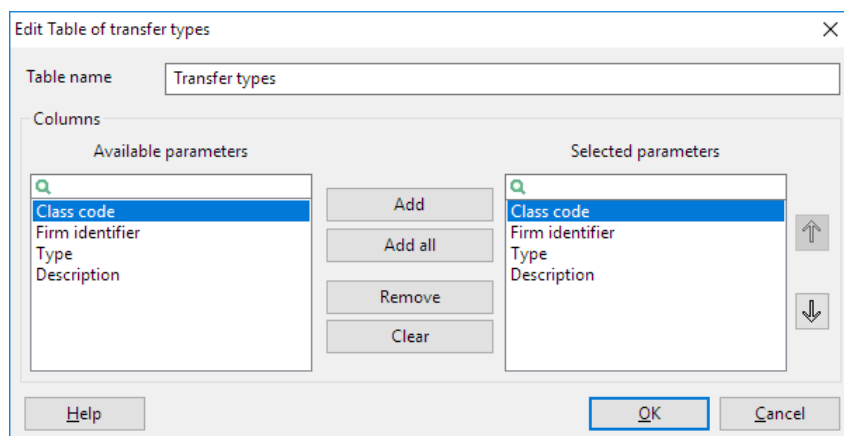 Edit Table of transfer types
Table name
Transfer types
Columns
Available parameters
Selected parameters
Class code
Firm identifier
Type
Description
Add
Add all
Remove
Clear
Class code
Firm identifier
Type
Description
Help
OK
Cancel